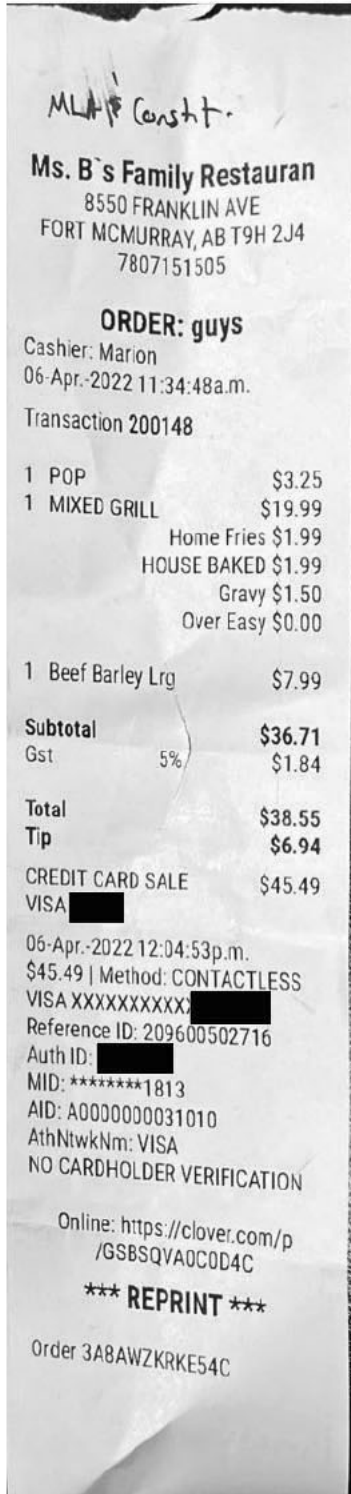 MLA & Constit.
Ms. B`s Family Restauran
8550 FRANKLIN AVE
FORT MCMURRAY, AB T9H 2J4
7807151505
ORDER: guys
Cashier: Marion
06-Apr.-2022 11:34:48a.m.
Transaction 200148
1 POP $3.25
1 MIXED GRILL $19.99
Home Fries $1.99
HOUSE BAKED $1.99
Gravy $1.50
Over Easy $0.00
1 Beef Barley Lrg $7.99
Subtotal $36.71
Gst 5% $1.84
Total $38.55
Tip $6.94
CREDIT CARD SALE $45.49
VISA
06-Apr.-2022 12:04:53p.m.
$45.49 | Method: CONTACTLESS
VISA XXXXXXXXXXX
Reference ID: 209600502716
Auth ID:
MID: ********1813
AID: A0000000031010
AthNtwkNm: VISA
NO CARDHOLDER VERIFICATION
Online: https://clover.com/p
/GSBSQVA0C0D4C
*** REPRINT ***
Order 3A8AWZKRKE54C